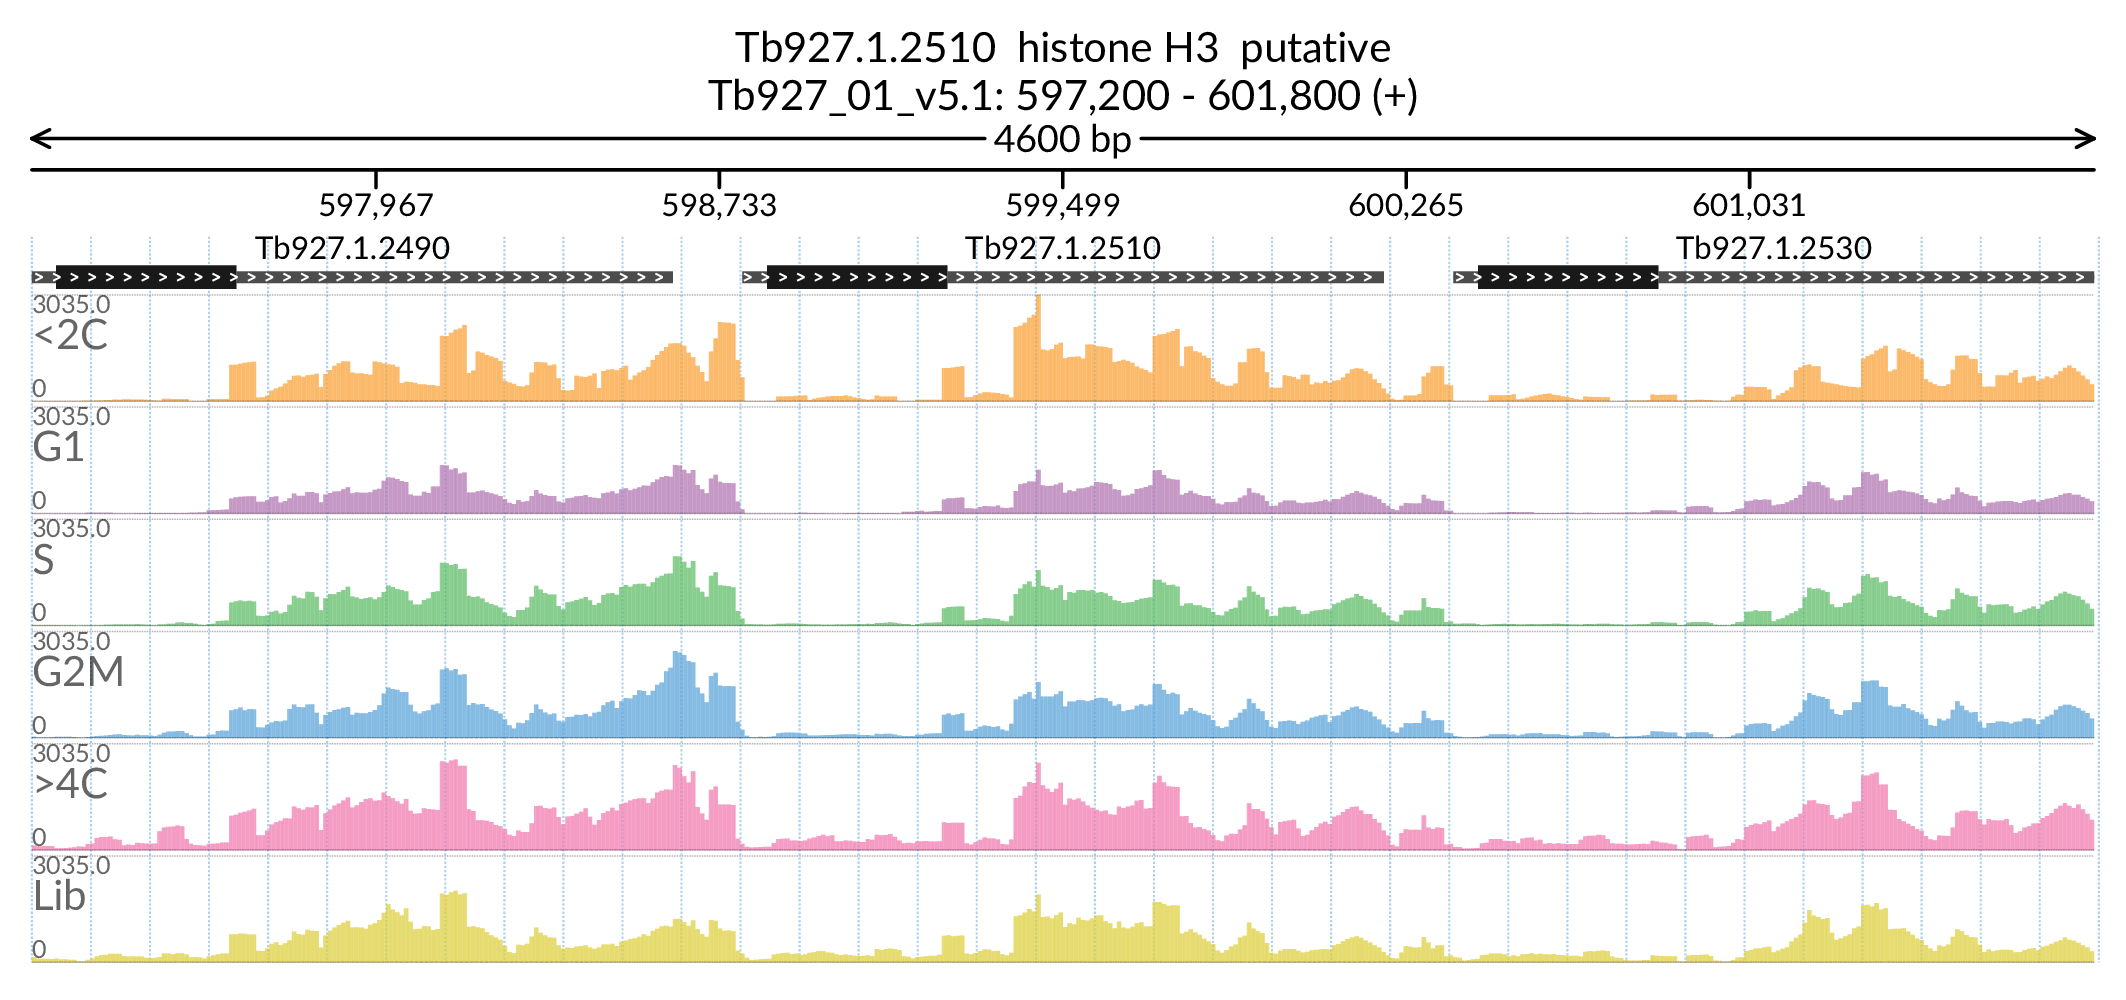 Tb927.1.2510 histone H3 putative
Tb927_01_v5.1: 597,200 - 601,800 (+)
4600 bp
597,967 598,733 599,499 600,265 601,031
Tb927.1.2490 Tb927.1.2510 Tb927.1.2530
3035.0
<2C
0
3035.0
G1
0
3035.0
S
0
3035.0
G2M
0
3035.0
>4C
0
3035.0
Lib
0